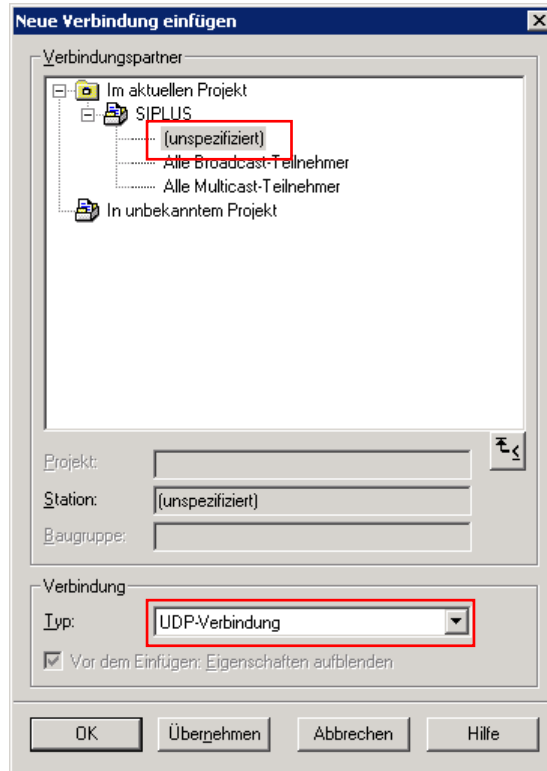 Neue Verbindung einfügen
Verbindungspartner
Im aktuellen Projekt
SIPLUS
(unspezifiziert)
Alle Broadcast-Teilnehmer
Alle Multicast-Teilnehmer
In unbekanntem Projekt
Projekt:
Station: (unspezifiziert)
Baugruppe:
Verbindung
Typ: UDP-Verbindung
Vor dem Einfügen: Eigenschaften aufblenden
OK Übernehmen Abbrechen Hilfe